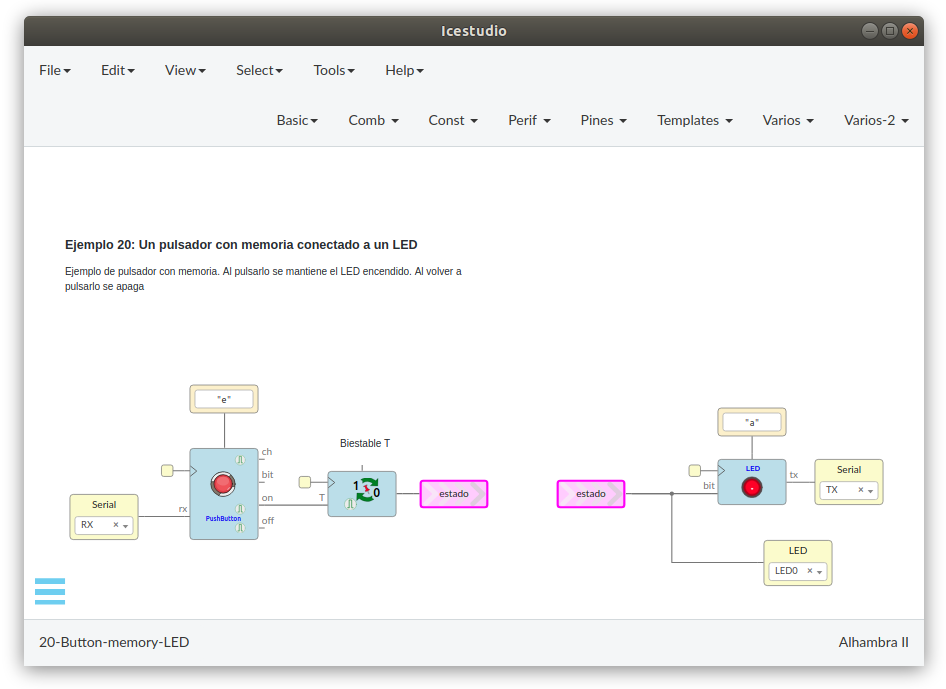 Icestudio
File Edit View Select Tools Help
Basic Comb Const Perif Pines Templates Varios Varios-2
Ejemplo 20: Un pulsador con memoria conectado a un LED
Ejemplo de pulsador con memoria. Al pulsarlo se mantiene el LED encendido. Al volver a
pulsarlo se apaga
"e"
ch
bit
on
off
rx
PushButton
Serial
RX ×
Biestable T
T
1 0
estado
estado
"a"
LED
bit
tx
Serial
TX ×
LED
LED0 ×
20-Button-memory-LED
Alhambra II